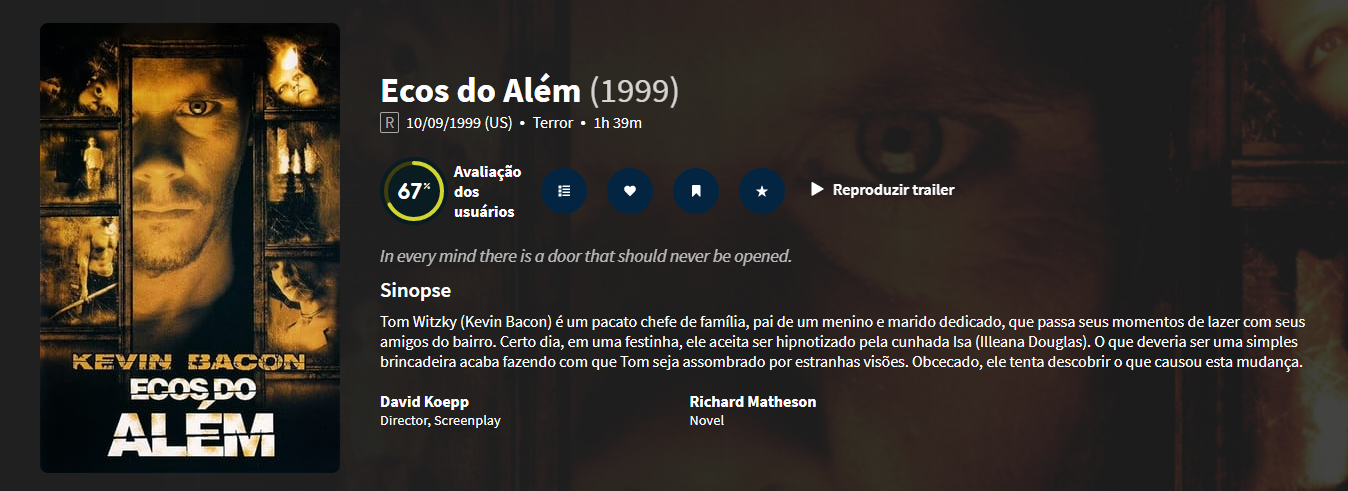 Ecos do Além (1999)
R 10/09/1999 (US) • Terror • 1h 39m
67%
Avaliação
dos
usuários
Reproduzir trailer
In every mind there is a door that should never be opened.
Sinopse
Tom Witzky (Kevin Bacon) é um pacato chefe de família, pai de um menino e marido dedicado, que passa seus momentos de lazer com seus
amigos do bairro. Certo dia, em uma festinha, ele aceita ser hipnotizado pela cunhada Isa (Illeana Douglas). O que deveria ser uma simples
brincadeira acaba fazendo com que Tom seja assombrado por estranhas visões. Obcecado, ele tenta descobrir o que causou esta mudança.
David Koepp
Director, Screenplay
Richard Matheson
Novel
KEVIN BACON
ECOS DO
ALÉM